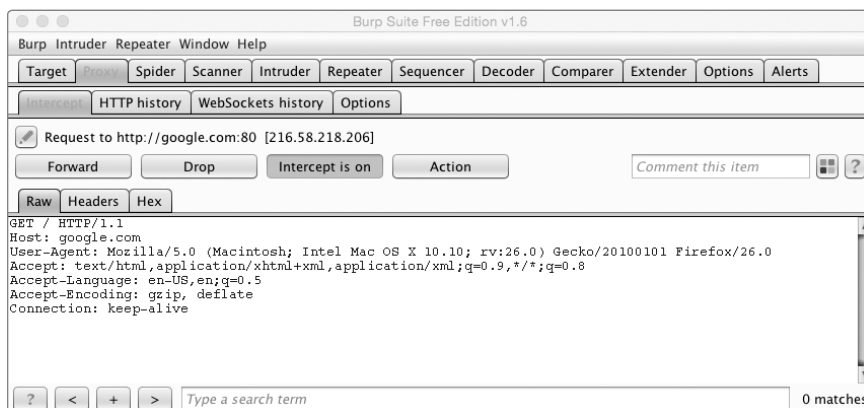 Burp Suite Free Edition v1.6
Burp Intruder Repeater Window Help
Target Proxy Spider Scanner Intruder Repeater Sequencer Decoder Comparer Extender Options Alerts
Intercept HTTP history WebSockets history Options
Request to http://google.com:80 [216.58.218.206]
Forward Drop Intercept is on Action Comment this item ?
Raw Headers Hex
GET / HTTP/1.1
Host: google.com
User-Agent: Mozilla/5.0 (Macintosh; Intel Mac OS X 10.10; rv:26.0) Gecko/20100101 Firefox/26.0
Accept: text/html,application/xhtml+xml,application/xml;q=0.9,*/*;q=0.8
Accept-Language: en-US,en;q=0.5
Accept-Encoding: gzip, deflate
Connection: keep-alive
? < + > Type a search term 0 matches